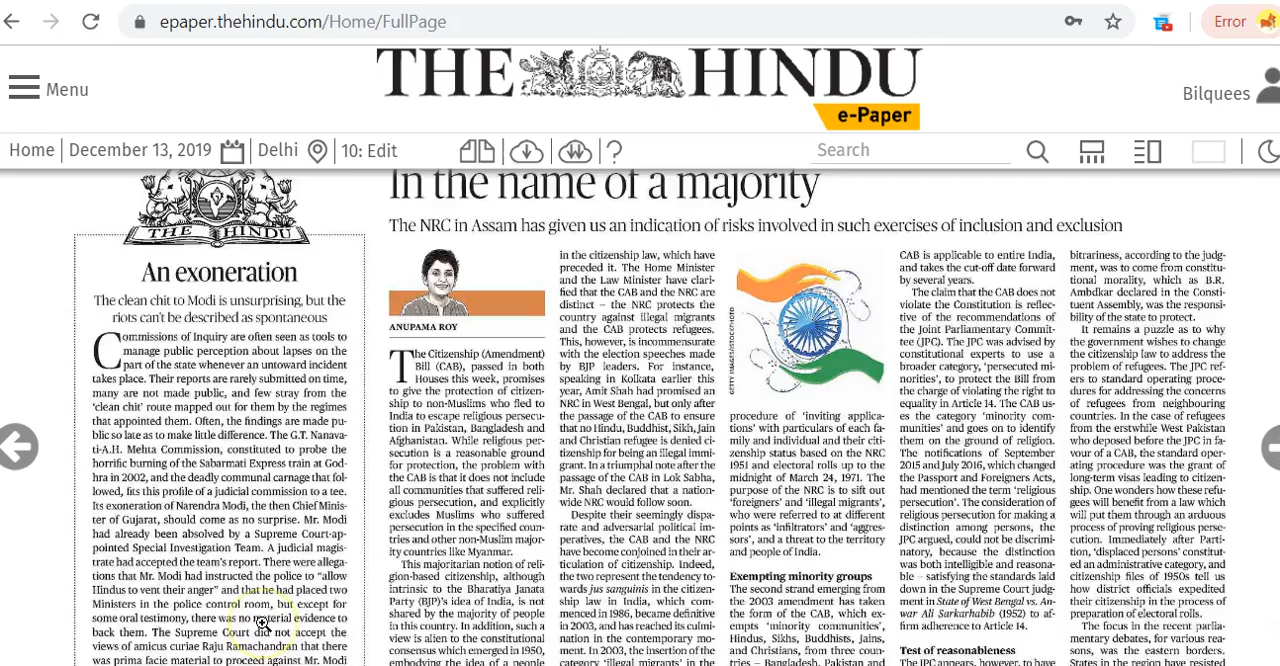 epaper.thehindu.com/Home/FullPage
Error
Menu
THE HINDU
e-Paper
Bilquees
Home
December 13, 2019
Delhi
10: Edit
?
Search
THE HINDU
An exoneration
The clean chit to Modi is unsurprising, but the
riots can't be described as spontaneous
Commissions of Inquiry are often seen as tools to
manage public perception about lapses on the
part of the state whenever an untoward incident
takes place. Their reports are rarely submitted on time,
many are not made public, and few stray from the
'clean chit' route mapped out for them by the regimes
that appointed them. Often, the findings are made pu-
blic so late as to make little difference. The G.T. Nanava-
ti-A.H. Mehta Commission, constituted to probe the
horrific burning of the Sabarmati Express train at God-
hra in 2002, and the deadly communal carnage that fol-
lowed, fits this profile of a judicial commission to a tee.
Its exoneration of Narendra Modi, the then Chief Minis-
ter of Gujarat, should come as no surprise. Mr. Modi
had already been absolved by a Supreme Court-ap-
pointed Special Investigation Team. A judicial magis-
trate had accepted the team's report. There were allega-
tions that Mr. Modi had instructed the police to "allow
Hindus to vent their anger" and that he had placed two
Ministers in the police control room, but except for
some oral testimony, there was no material evidence to
back them. The Supreme Court did not accept the
views of amicus curiae Raju Ramachandran that there
was prima facie material to proceed against Mr. Modi
In the name of a majority
The NRC in Assam has given us an indication of risks involved in such exercises of inclusion and exclusion
ANUPAMA ROY
The Citizenship (Amendment)
Bill (CAB), passed in both
Houses this week, promises
to give the protection of citizen-
ship to non-Muslims who fled to
India to escape religious persecu-
tion in Pakistan, Bangladesh and
Afghanistan. While religious per-
secution is a reasonable ground
for protection, the problem with
the CAB is that it does not include
all communities that suffered reli-
gious persecution, and explicitly
excludes Muslims who suffered
persecution in the specified coun-
tries and other non-Muslim major-
ity countries like Myanmar.
This majoritarian notion of reli-
gion-based citizenship, although
intrinsic to the Bharatiya Janata
Party (BJP)'s idea of India, is not
shared by the majority of people
in this country. In addition, such a
view is alien to the constitutional
consensus which emerged in 1950,
embodying the idea of a people
in the citizenship law, which have
preceded it. The Home Minister
and the Law Minister have clari-
fied that the CAB and the NRC are
distinct – the NRC protects the
country against illegal migrants
and the CAB protects refugees.
This, however, is incommensurate
with the election speeches made
by BJP leaders. For instance,
speaking in Kolkata earlier this
year, Amit Shah had promised an
NRC in West Bengal, but only after
the passage of the CAB to ensure
that no Hindu, Buddhist, Sikh, Jain
and Christian refugee is denied ci-
tizenship for being an illegal immi-
grant. In a triumphal note after the
passage of the CAB in Lok Sabha,
Mr. Shah declared that a nation-
wide NRC would follow soon.
Despite their seemingly dispa-
rate and adversarial political im-
peratives, the CAB and the NRC
have become conjoined in their ar-
ticulation of citizenship. Indeed,
the two represent the tendency to-
wards jus sanguinis in the citizen-
ship law in India, which com-
menced in 1986, became definitive
in 2003, and has reached its culmi-
nation in the contemporary mo-
ment. In 2003, the insertion of the
category 'illegal migrants' in the
GETTY IMAGES/ISTOCKPHOTO
procedure of 'inviting applica-
tions' with particulars of each fa-
mily and individual and their citi-
zenship status based on the NRC
1951 and electoral rolls up to the
midnight of March 24, 1971. The
purpose of the NRC is to sift out
'foreigners' and 'illegal migrants',
who were referred to at different
points as 'infiltrators' and 'aggres-
sors', and a threat to the territory
and people of India.
Exempting minority groups
The second strand emerging from
the 2003 amendment has taken
the form of the CAB, which ex-
empts 'minority communities',
Hindus, Sikhs, Buddhists, Jains,
and Christians, from three coun-
tries – Bangladesh, Pakistan and
CAB is applicable to entire India,
and takes the cut-off date forward
by several years.
The claim that the CAB does not
violate the Constitution is reflec-
tive of the recommendations of
the Joint Parliamentary Commit-
tee (JPC). The JPC was advised by
constitutional experts to use a
broader category, 'persecuted mi-
norities', to protect the Bill from
the charge of violating the right to
equality in Article 14. The CAB us-
es the category 'minority com-
munities' and goes on to identify
them on the ground of religion.
The notifications of September
2015 and July 2016, which changed
the Passport and Foreigners Acts,
had mentioned the term 'religious
persecution'. The consideration of
religious persecution for making a
distinction among persons, the
JPC argued, could not be discrimi-
natory, because the distinction
was both intelligible and reasona-
ble – satisfying the standards laid
down in the Supreme Court judg-
ment in State of West Bengal vs. An-
war Ali Sarkarhabib (1952) to af-
firm adherence to Article 14.
Test of reasonableness
The JPC appears, however, to have
bitrariness, according to the judg-
ment, was to come from constitu-
tional morality, which as B.R.
Ambdkar declared in the Consti-
tuent Assembly, was the responsi-
bility of the state to protect.
It remains a puzzle as to why
the government wishes to change
the citizenship law to address the
problem of refugees. The JPC ref-
ers to standard operating proce-
dures for addressing the concerns
of refugees from neighbouring
countries. In the case of refugees
from the erstwhile West Pakistan
who deposed before the JPC in fa-
vour of a CAB, the standard oper-
ating procedure was the grant of
long-term visas leading to citizen-
ship. One wonders how these refu-
gees will benefit from a law which
will put them through an arduous
process of proving religious perse-
cution. Immediately after Parti-
tion, 'displaced persons' constitut-
ed an administrative category, and
citizenship files of 1950s tell us
how district officials expedited
their citizenship in the process of
preparation of electoral rolls.
The focus in the recent parlia-
mentary debates, for various rea-
sons, was the eastern borders.
States in the region have seen